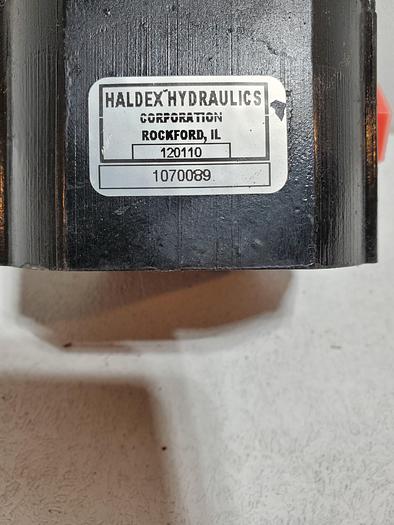 HALDEX HYDRAULICS
CORPORATION
ROCKFORD, IL
120110
1070089